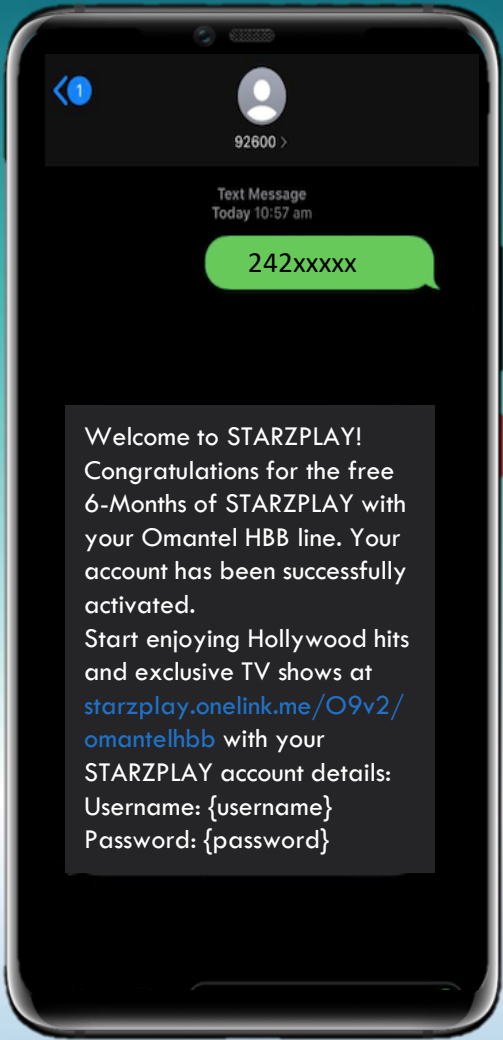 1
92600 >
Text Message
Today 10:57 am
242xxxxx
Welcome to STARZPLAY!
Congratulations for the free
6-Months of STARZPLAY with
your Omantel HBB line. Your
account has been successfully
activated.
Start enjoying Hollywood hits
and exclusive TV shows at
starzplay.onelink.me/O9v2/
omantelhbb with your
STARZPLAY account details:
Username: {username}
Password: {password}